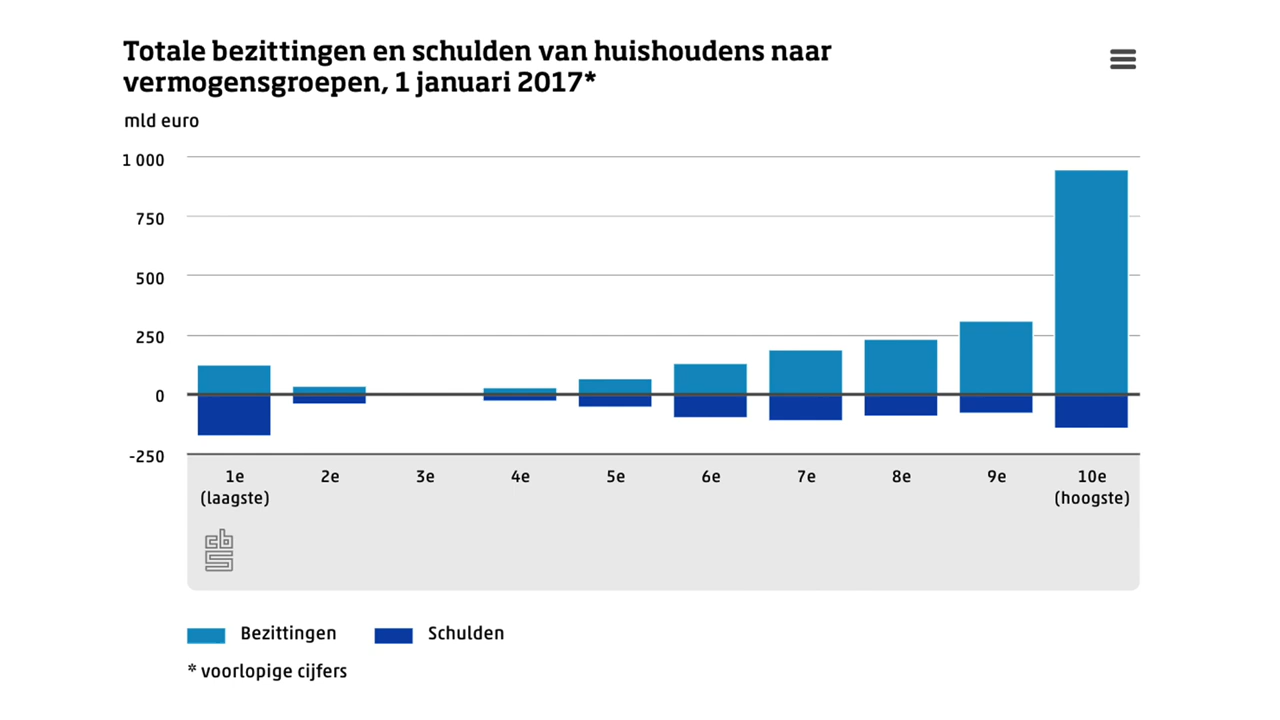 Totale bezittingen en schulden van huishoudens naar
vermogensgroepen, 1 januari 2017*
mld euro
1 000
750
500
250
0
-250
1e
(laagste)
2e
3e
4e
5e
6e
7e
8e
9e
10e
(hoogste)
cbs
Bezittingen
Schulden
* voorlopige cijfers